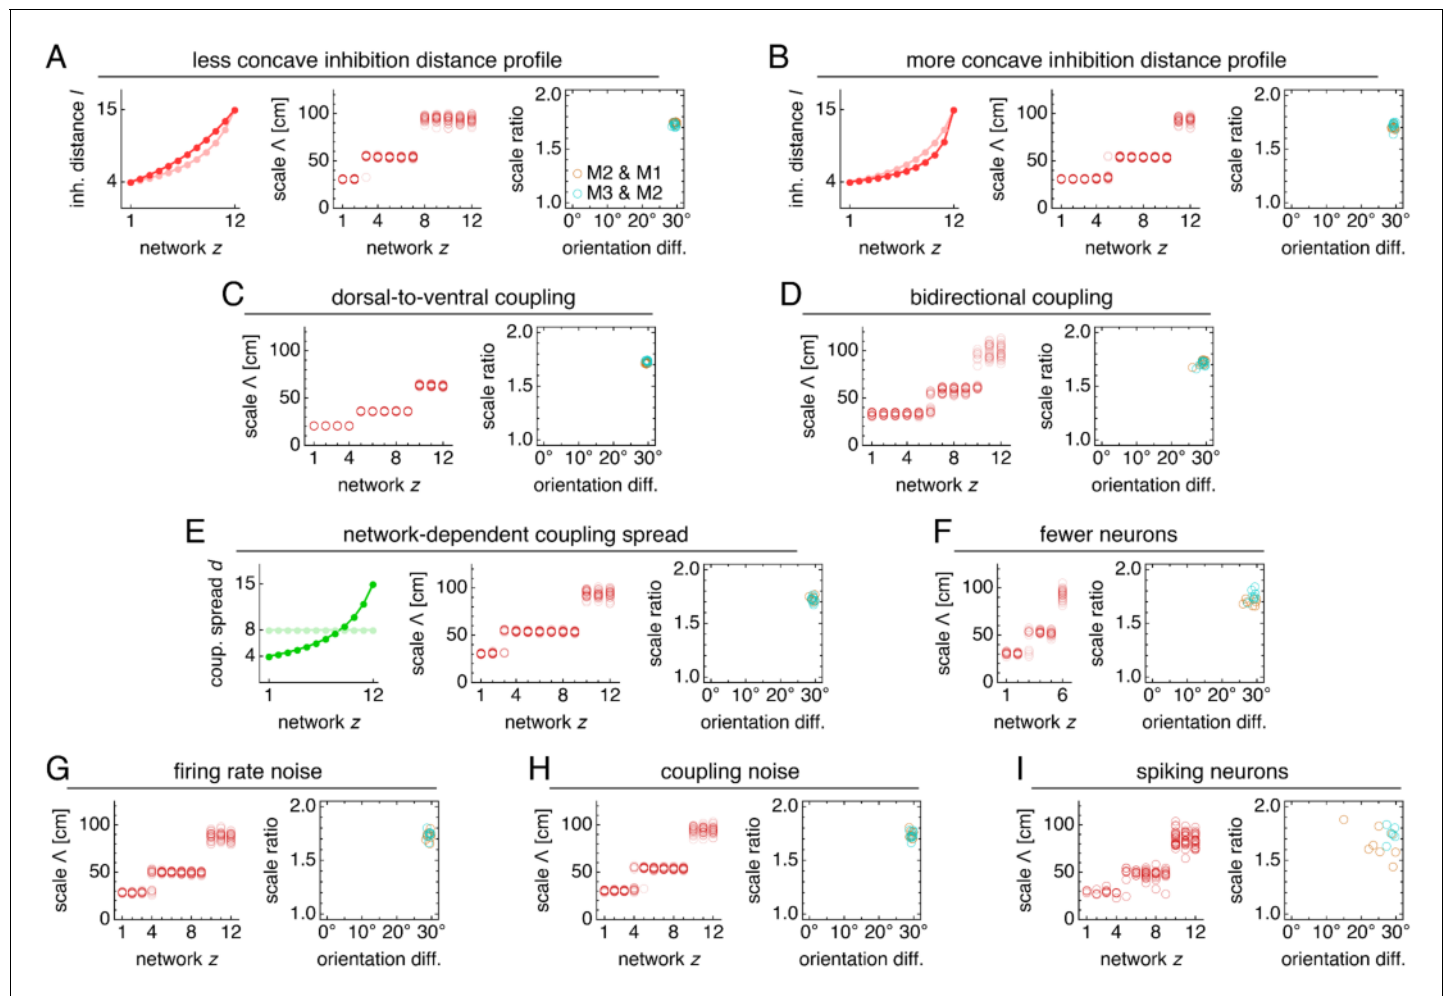 A
less concave inhibition distance profile
inh. distance l
15
4
1
12
network z
scale Λ [cm]
100
50
0
1
4
8
12
network z
scale ratio
2.0
1.5
1.0
M2 & M1
M3 & M2
0° 10° 20° 30°
orientation diff.
B
more concave inhibition distance profile
inh. distance l
15
4
1
12
network z
scale Λ [cm]
100
50
0
1
4
8
12
network z
scale ratio
2.0
1.5
1.0
0° 10° 20° 30°
orientation diff.
C
dorsal-to-ventral coupling
scale Λ [cm]
100
50
0
1
4
8
12
network z
scale ratio
2.0
1.5
1.0
0° 10° 20° 30°
orientation diff.
D
bidirectional coupling
scale Λ [cm]
100
50
0
1
4
8
12
network z
scale ratio
2.0
1.5
1.0
0° 10° 20° 30°
orientation diff.
E
network-dependent coupling spread
coup. spread d
15
8
4
1
12
network z
scale Λ [cm]
100
50
0
1
4
8
12
network z
scale ratio
2.0
1.5
1.0
0° 10° 20° 30°
orientation diff.
F
fewer neurons
scale Λ [cm]
100
50
0
1
6
network z
scale ratio
2.0
1.5
1.0
0° 10° 20° 30°
orientation diff.
G
firing rate noise
scale Λ [cm]
100
50
0
1
4
8
12
network z
scale ratio
2.0
1.5
1.0
0° 10° 20° 30°
orientation diff.
H
coupling noise
scale Λ [cm]
100
50
0
1
4
8
12
network z
scale ratio
2.0
1.5
1.0
0° 10° 20° 30°
orientation diff.
I
spiking neurons
scale Λ [cm]
100
50
0
1
4
8
12
network z
scale ratio
2.0
1.5
1.0
0° 10° 20° 30°
orientation diff.